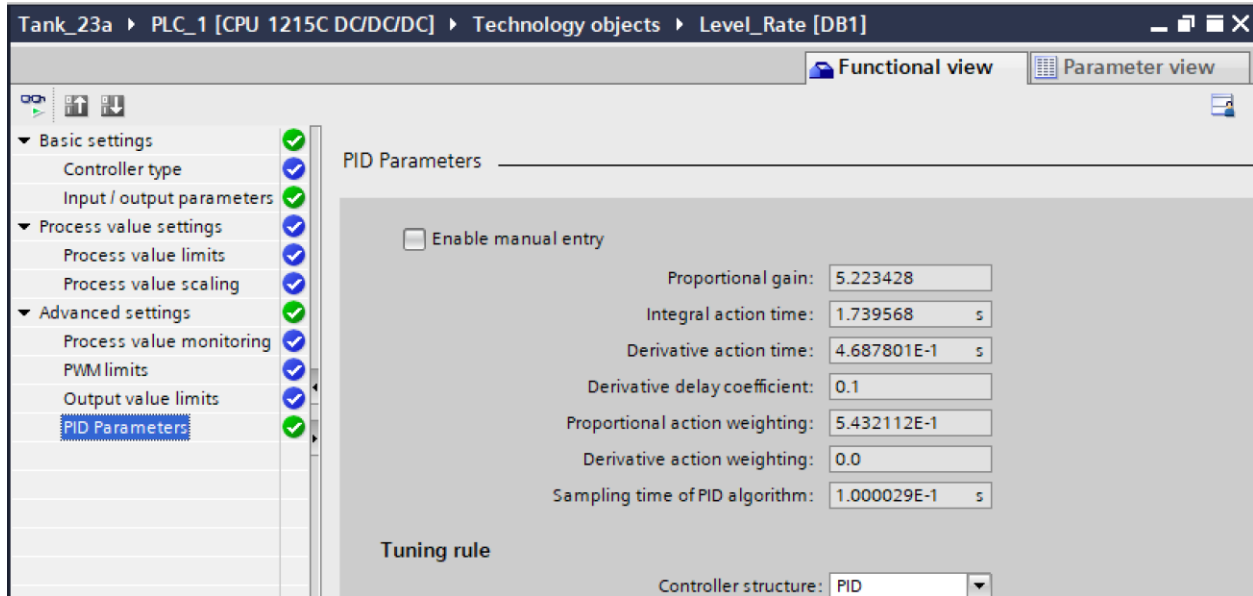 Tank_23a ▸ PLC_1 [CPU 1215C DC/DC/DC] ▸ Technology objects ▸ Level_Rate [DB1]
Functional view
Parameter view
Basic settings
Controller type
Input / output parameters
Process value settings
Process value limits
Process value scaling
Advanced settings
Process value monitoring
PWM limits
Output value limits
PID Parameters
PID Parameters
Enable manual entry
Proportional gain: 5.223428
Integral action time: 1.739568 s
Derivative action time: 4.687801E-1 s
Derivative delay coefficient: 0.1
Proportional action weighting: 5.432112E-1
Derivative action weighting: 0.0
Sampling time of PID algorithm: 1.000029E-1 s
Tuning rule
Controller structure: PID